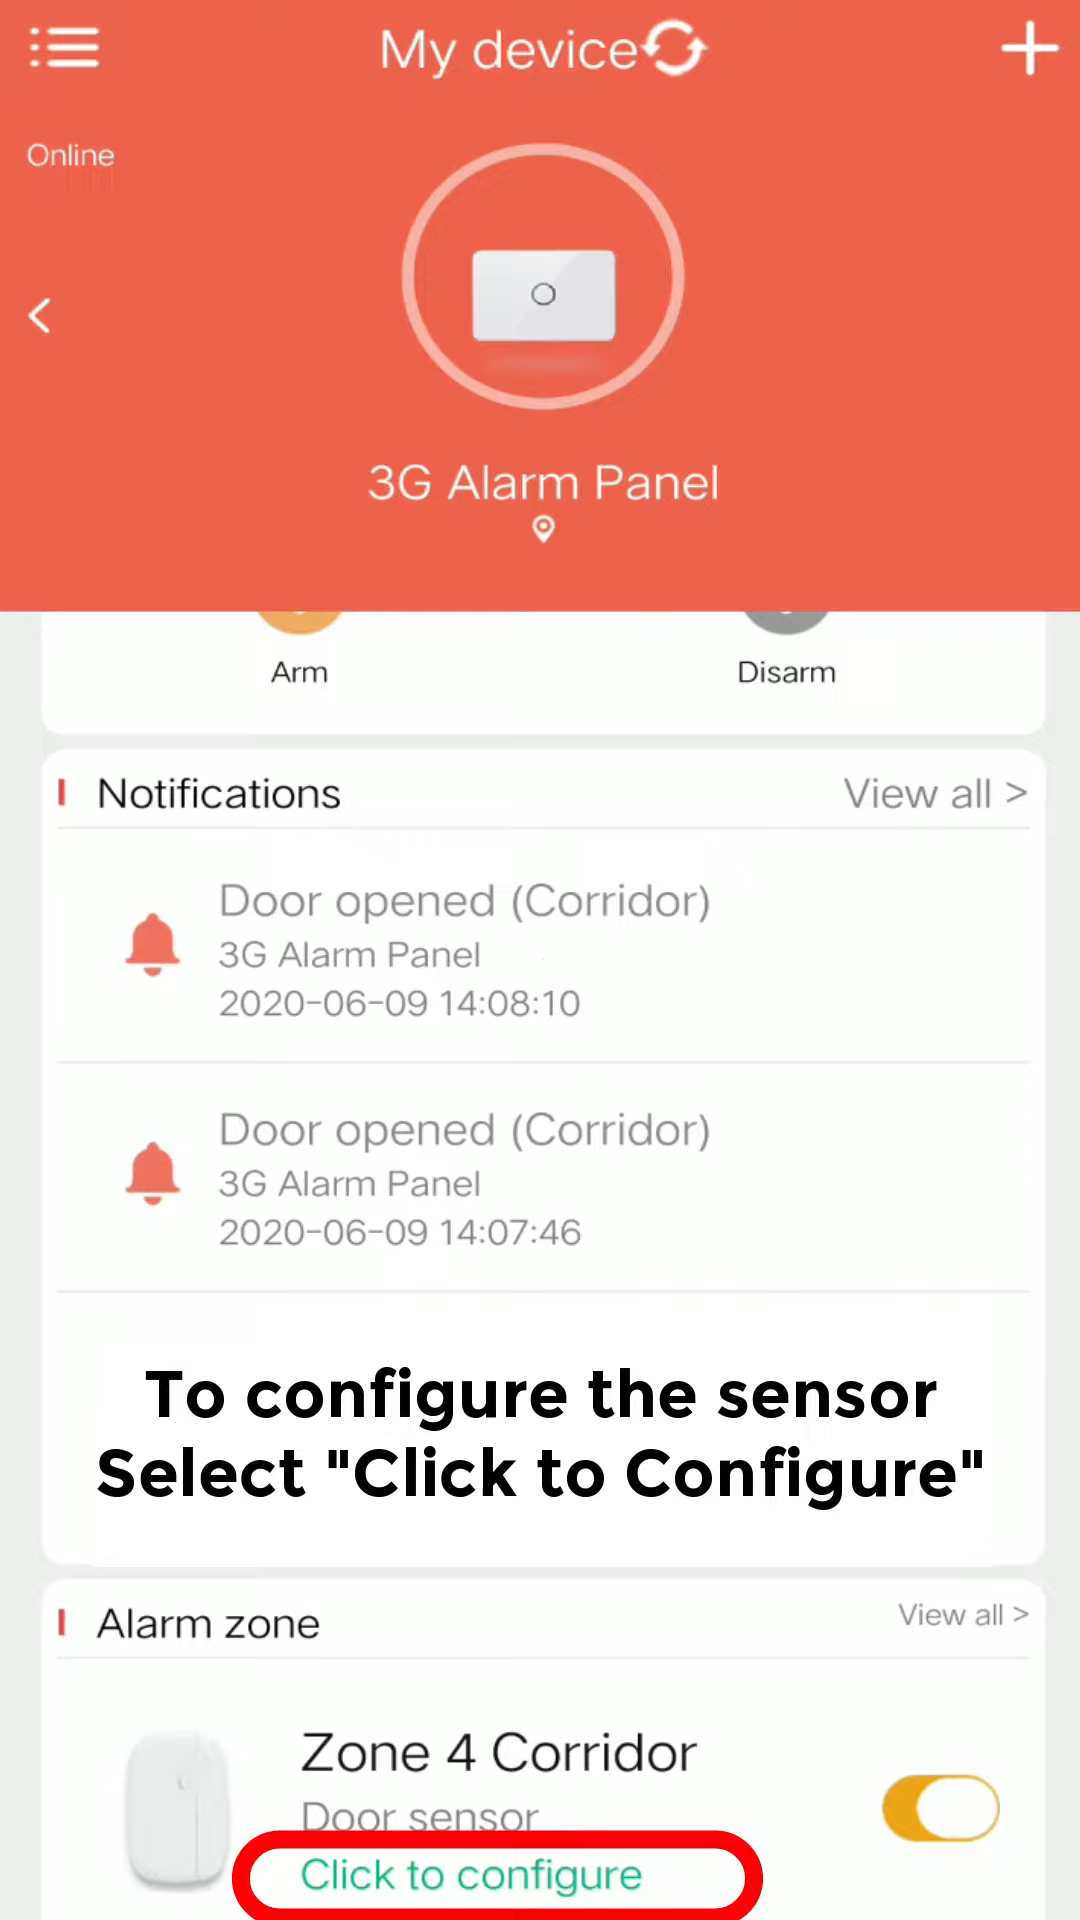 My device
Online
3G Alarm Panel
Arm
Disarm
Notifications
View all >
Door opened (Corridor)
3G Alarm Panel
2020-06-09 14:08:10
Door opened (Corridor)
3G Alarm Panel
2020-06-09 14:07:46
To configure the sensor
Select "Click to Configure"
Alarm zone
View all >
Zone 4 Corridor
Door sensor
Click to configure